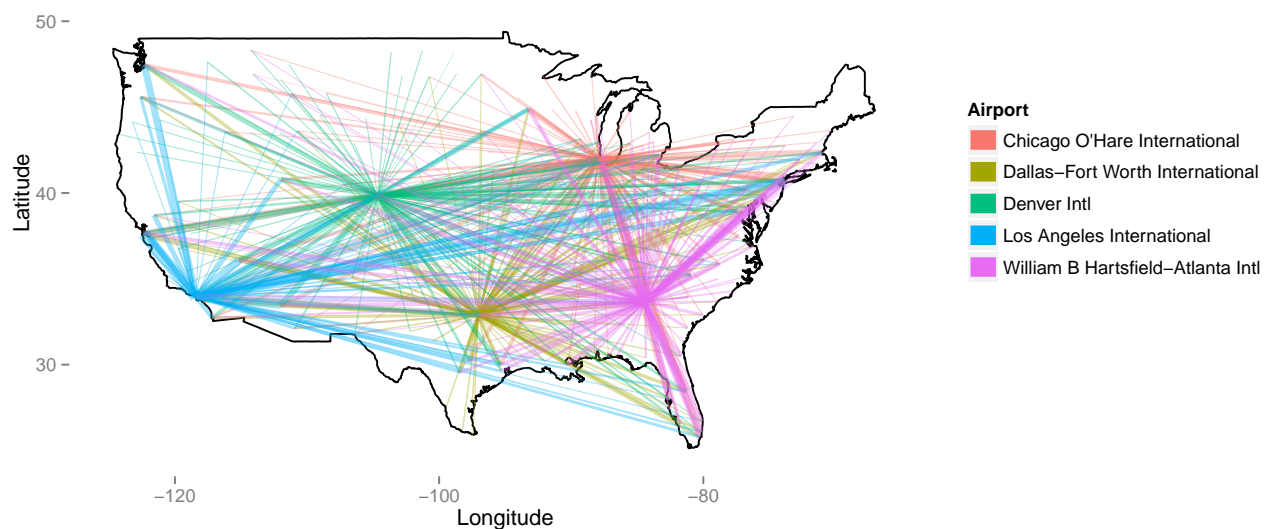 50
40
30
Latitude
−120
−100
−80
Longitude
Airport
Chicago O'Hare International
Dallas−Fort Worth International
Denver Intl
Los Angeles International
William B Hartsfield−Atlanta Intl